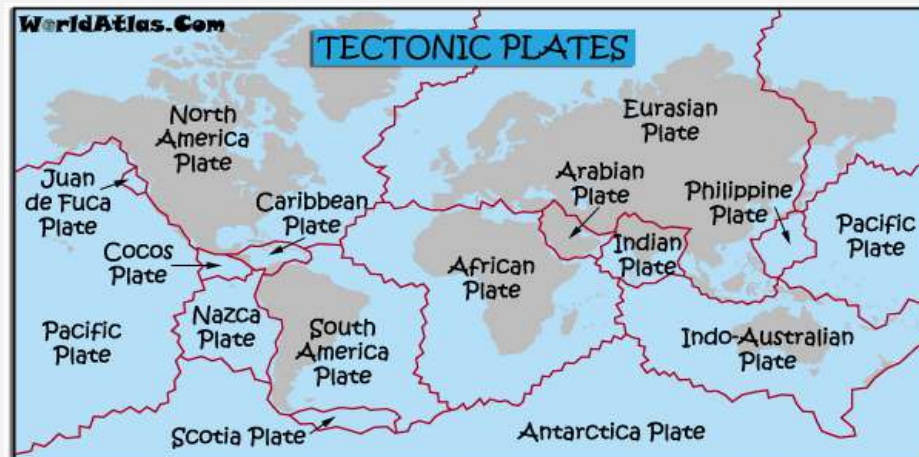 WorldAtlas.Com
TECTONIC PLATES
North
America
Plate
Eurasian
Plate
Juan
de Fuca
Plate
Caribbean
Plate
Arabian
Plate
Philippine
Plate
Pacific
Plate
Cocos
Plate
African
Plate
Indian
Plate
Nazca
Plate
Pacific
Plate
South
America
Plate
Indo-Australian
Plate
Scotia Plate
Antarctica Plate